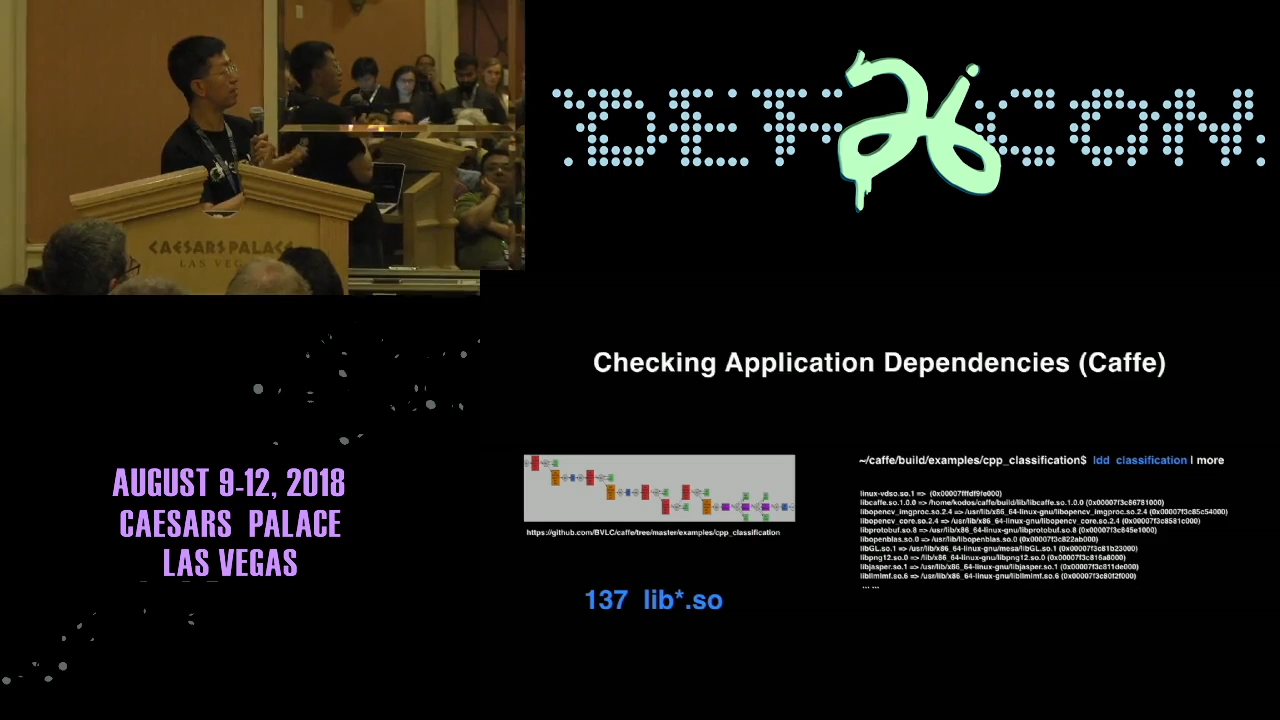 CAESARS PALACE
LAS VEGAS
DEF 26 CON
AUGUST 9-12, 2018
CAESARS PALACE
LAS VEGAS
Checking Application Dependencies (Caffe)
https://github.com/BVLC/caffe/tree/master/examples/cpp_classification
137 lib*.so
~/caffe/build/examples/cpp_classification$ ldd classification | more
linux-vdso.so.1 => (0x00007fffdf9fe000)
libcaffe.so.1.0.0 => /home/kodos/caffe/build/lib/libcaffe.so.1.0.0 (0x00007f3c86781000)
libopencv_imgproc.so.2.4 => /usr/lib/x86_64-linux-gnu/libopencv_imgproc.so.2.4 (0x00007f3c85c54000)
libopencv_core.so.2.4 => /usr/lib/x86_64-linux-gnu/libopencv_core.so.2.4 (0x00007f3c8581c000)
libprotobuf.so.8 => /usr/lib/x86_64-linux-gnu/libprotobuf.so.8 (0x00007f3c845e1000)
libopenblas.so.0 => /usr/lib/libopenblas.so.0 (0x00007f3c822ab000)
libGL.so.1 => /usr/lib/x86_64-linux-gnu/mesa/libGL.so.1 (0x00007f3c81b23000)
libpng12.so.0 => /lib/x86_64-linux-gnu/libpng12.so.0 (0x00007f3c816a8000)
libjasper.so.1 => /usr/lib/x86_64-linux-gnu/libjasper.so.1 (0x00007f3c811de000)
libIlmImf.so.6 => /usr/lib/x86_64-linux-gnu/libIlmImf.so.6 (0x00007f3c80f2f000)
... ...